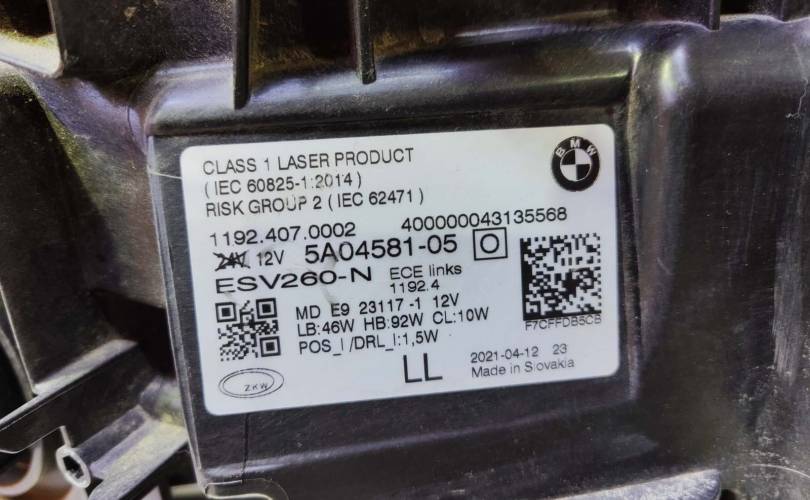 CLASS 1 LASER PRODUCT
( IEC 60825-1:2014 )
RISK GROUP 2 ( IEC 62471 )
BMW
1192.407.0002 400000043135568
24V, 12V 5A04581-05 O
ESV260-N ECE links
1192.4
MD E9 23117 -1 12V
LB:46W HB:92W CL:10W
POS_l /DRL_l:1,5W
F7CFFDB5CB
LL
2021-04-12 23
Made in Slovakia
ZKW